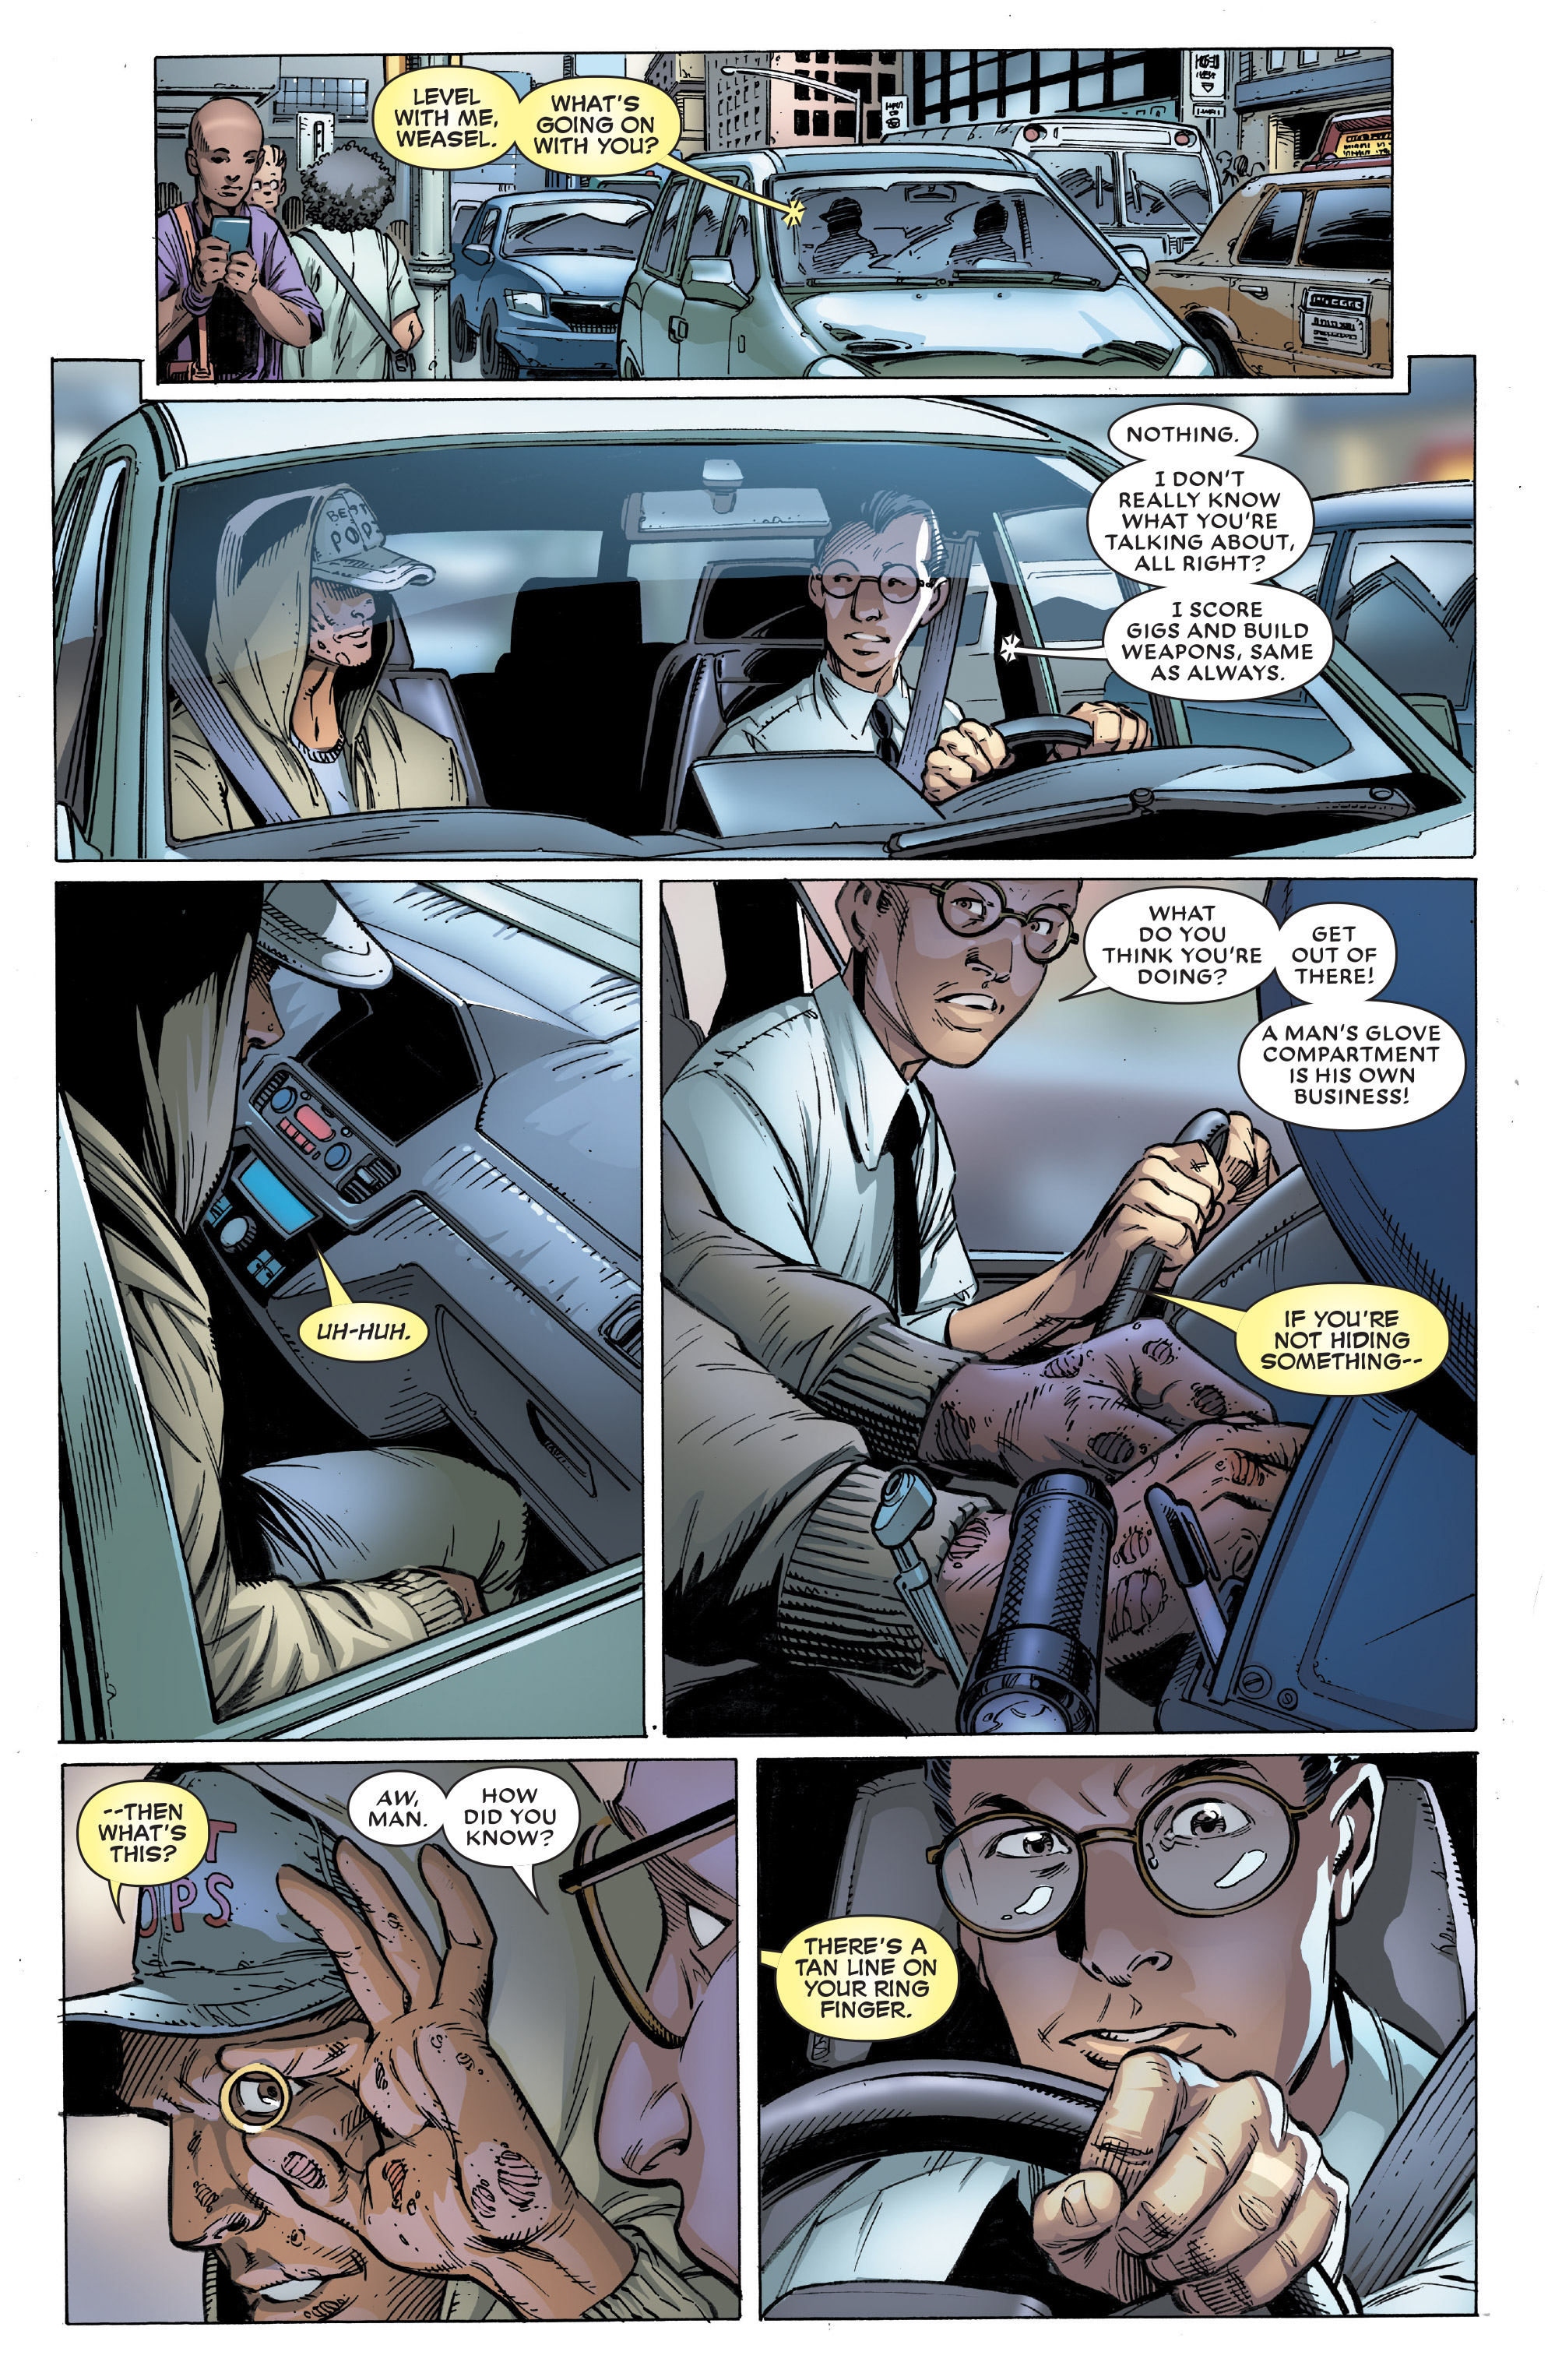 LEVEL
WITH ME,
WEASEL.
WHAT'S
GOING ON
WITH YOU?
NOTHING.
I DON'T
REALLY KNOW
WHAT YOU'RE
TALKING ABOUT,
ALL RIGHT?
I SCORE
GIGS AND BUILD
WEAPONS, SAME
AS ALWAYS.
BEST
POPS
UH-HUH.
WHAT
DO YOU
THINK YOU'RE
DOING?
GET
OUT OF
THERE!
A MAN'S GLOVE
COMPARTMENT
IS HIS OWN
BUSINESS!
IF YOU'RE
NOT HIDING
SOMETHING--
--THEN
WHAT'S
THIS?
AW,
MAN.
HOW
DID YOU
KNOW?
T
OPS
THERE'S A
TAN LINE ON
YOUR RING
FINGER.